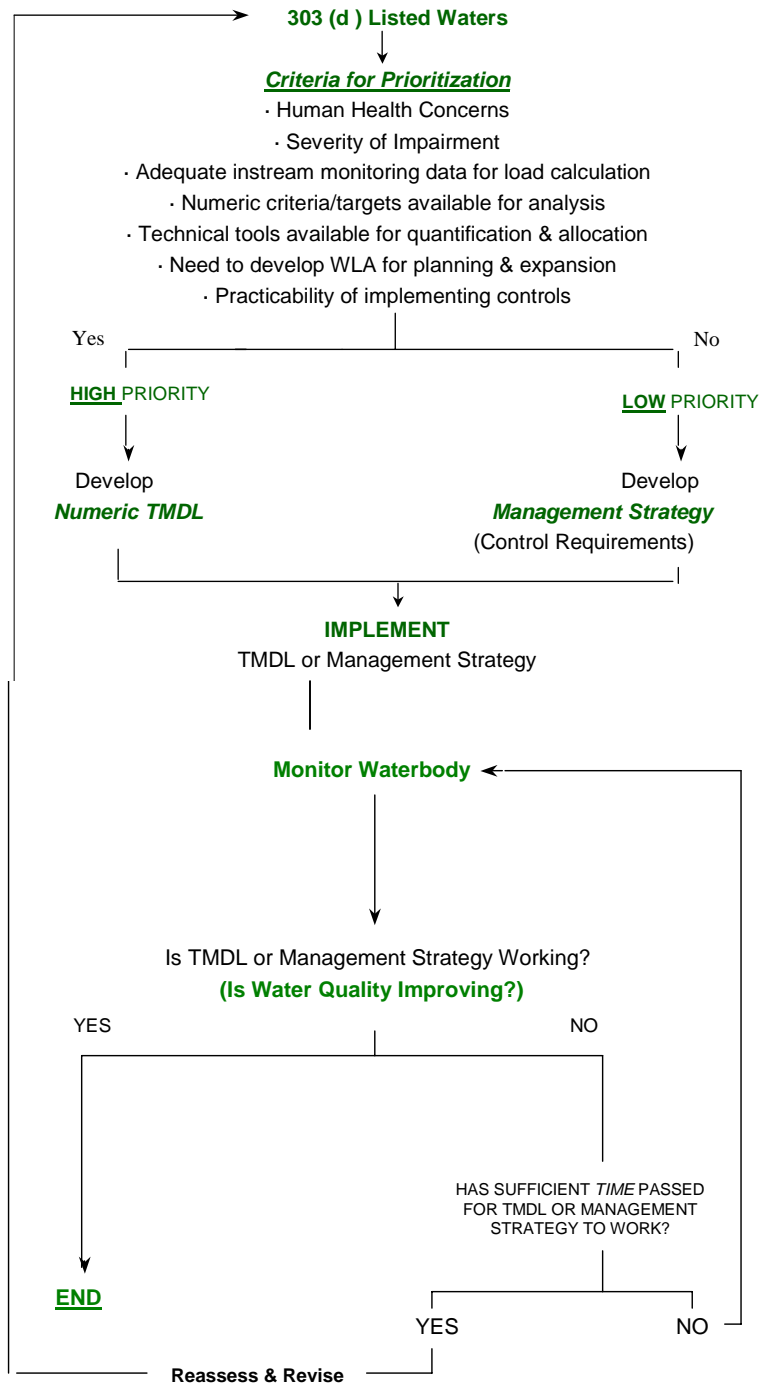 303 (d ) Listed Waters
Criteria for Prioritization
· Human Health Concerns
· Severity of Impairment
· Adequate instream monitoring data for load calculation
· Numeric criteria/targets available for analysis
· Technical tools available for quantification & allocation
· Need to develop WLA for planning & expansion
· Practicability of implementing controls
Yes
No
HIGH PRIORITY
LOW PRIORITY
Develop
Numeric TMDL
Develop
Management Strategy
(Control Requirements)
IMPLEMENT
TMDL or Management Strategy
Monitor Waterbody
Is TMDL or Management Strategy Working?
(Is Water Quality Improving?)
YES
NO
HAS SUFFICIENT TIME PASSED
FOR TMDL OR MANAGEMENT
STRATEGY TO WORK?
END
YES
NO
Reassess & Revise